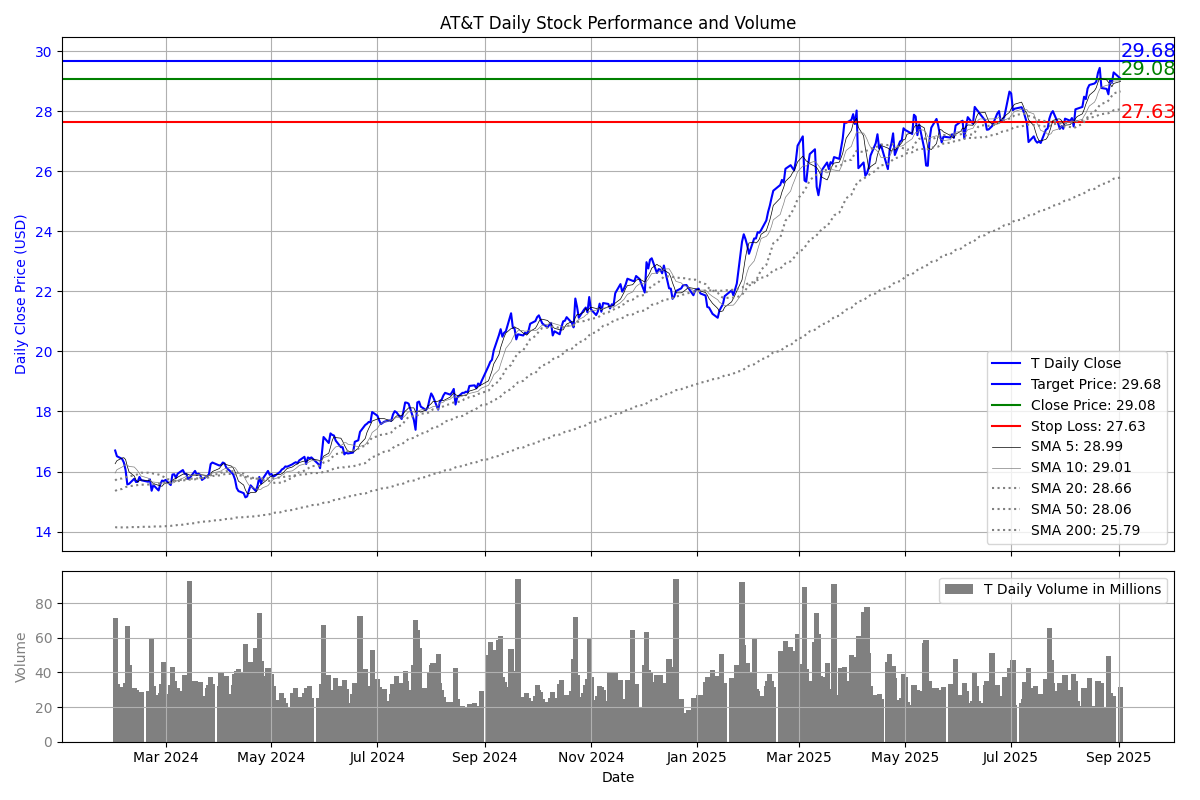 AT&T Daily Stock Performance and Volume
Daily Close Price (USD)
30
28
26
24
22
20
18
16
14
29.68
29.08
27.63
T Daily Close
Target Price: 29.68
Close Price: 29.08
Stop Loss: 27.63
SMA 5: 28.99
SMA 10: 29.01
SMA 20: 28.66
SMA 50: 28.06
SMA 200: 25.79
Volume
80
60
40
20
0
T Daily Volume in Millions
Mar 2024 May 2024 Jul 2024 Sep 2024 Nov 2024 Jan 2025 Mar 2025 May 2025 Jul 2025 Sep 2025
Date